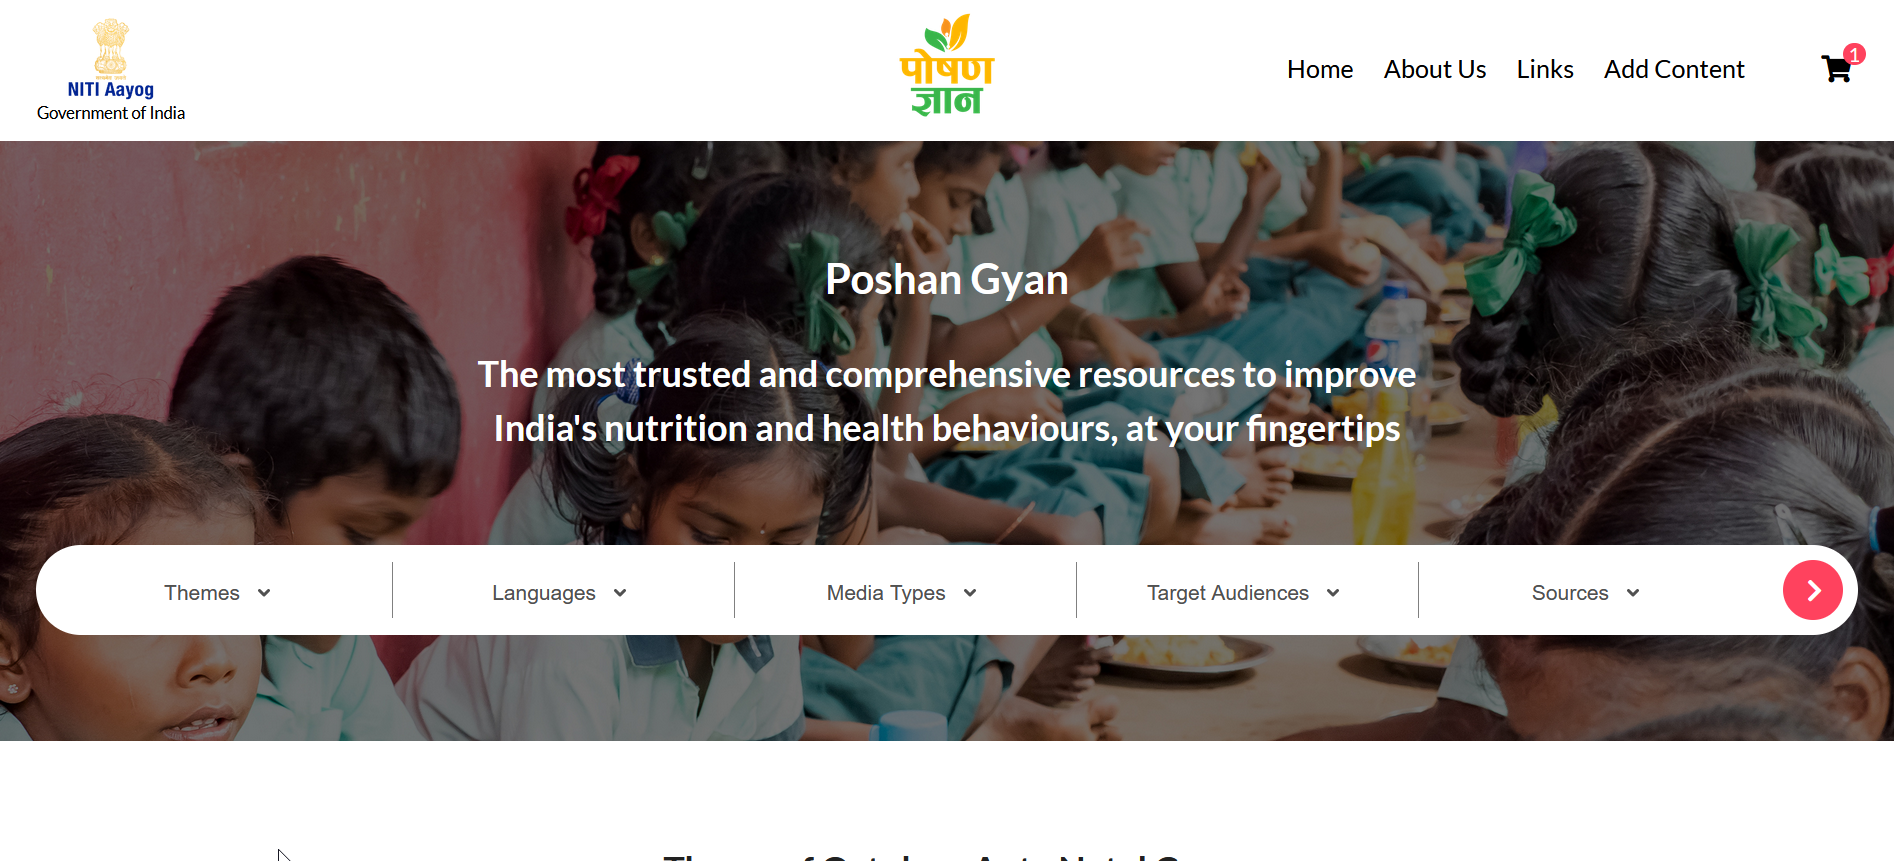 NITI Aayog
Government of India
पोषण
ज्ञान
Home About Us Links Add Content
1
Poshan Gyan
The most trusted and comprehensive resources to improve
India's nutrition and health behaviours, at your fingertips
Themes Languages Media Types Target Audiences Sources